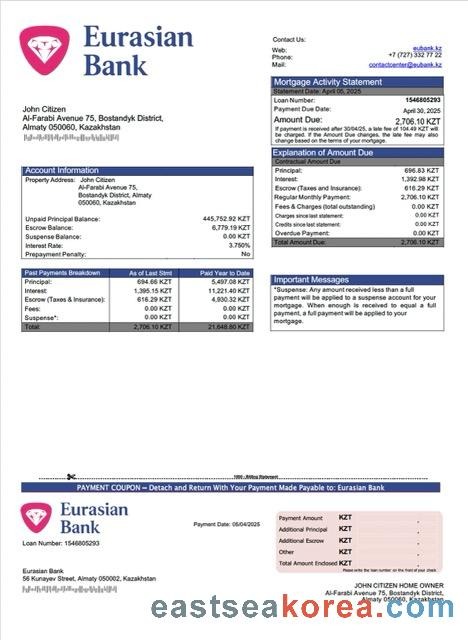 Eurasian
Bank
Contact Us:
Web: eubank.kz
Phone: +7 (727) 332 77 22
Mail: contactcenter@eubank.kz
Mortgage Activity Statement
Statement Date: April 05, 2025
Loan Number: 1546805293
Payment Due Date: April 30, 2025
Amount Due: 2,706.10 KZT
If payment is received after 30/04/25, a late fee of 104.49 KZT will be
charged. If the Amount Due Changes, the late fee may also
change based on the terms of your mortgage.
John Citizen
Al-Farabi Avenue 75, Bostandyk District,
Almaty 050060, Kazakhstan
Explanation of Amount Due
Contractual Amount Due
Principal: 696.83 KZT
Interest: 1,392.98 KZT
Escrow (Taxes and Insurance): 616.29 KZT
Regular Monthly Payment: 2,706.10 KZT
Fees & Charges (total outstanding) 0.00 KZT
Charges since last statement: 0.00 KZT
Credits since last statement: 0.00 KZT
Overdue Payment: 0.00 KZT
Total Amount Due: 2,706.10 KZT
Account Information
Property Address: John Citizen
Al-Farabi Avenue 75,
Bostandyk District, Almaty
050060, Kazakhstan
Unpaid Principal Balance: 445,752.92 KZT
Escrow Balance: 6,779.19 KZT
Suspense Balance: 0.00 KZT
Interest Rate: 3.750%
Prepayment Penalty: No
Past Payments Breakdown As of Last Stmt Paid Year to Date
Principal: 694.66 KZT 5,497.08 KZT
Interest: 1,395.15 KZT 11,221.40 KZT
Escrow (Taxes & Insurance): 616.29 KZT 4,930.32 KZT
Fees: 0.00 KZT 0.00 KZT
Suspense*: 0.00 KZT 0.00 KZT
Total: 2,706.10 KZT 21,648.80 KZT
Important Messages
*Suspense: Any amount received less than a full
payment will be applied to a suspense account for your
mortgage. When enough is received to equal a full
payment, a full payment will be applied to your
mortgage.
1000 - Billing Statement
PAYMENT COUPON – Detach and Return With Your Payment Made Payable to: Eurasian Bank
Eurasian
Bank
Loan Number: 1546805293
Payment Date: 05/04/2025
Payment Amount KZT .
Additional Principal KZT .
Additional Escrow KZT .
Other KZT .
Total Amount Enclosed KZT .
Please write the loan number on the front of your check
Eurasian Bank
56 Kunayev Street, Almaty 050002, Kazakhstan
JOHN CITIZEN HOME OWNER
Al-Farabi Avenue 75, Bostandyk District,
Almaty 050060, Kazakhstan
eastseakorea.com